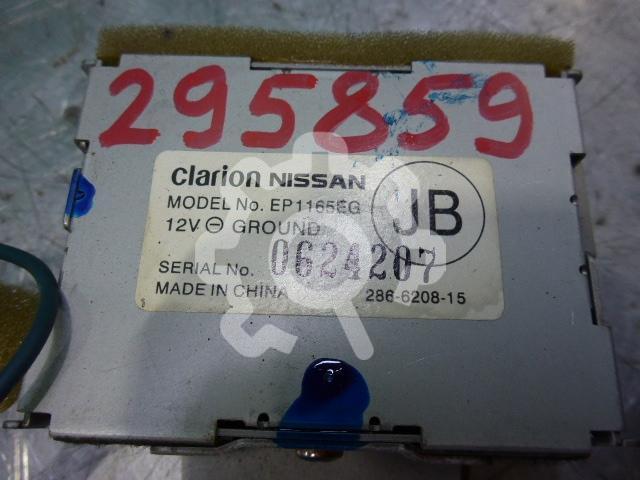 295859
Clarion NISSAN
MODEL No. EP1165EG
12V ⊖ GROUND
JB
SERIAL No. 0624207
MADE IN CHINA 286-6208-15